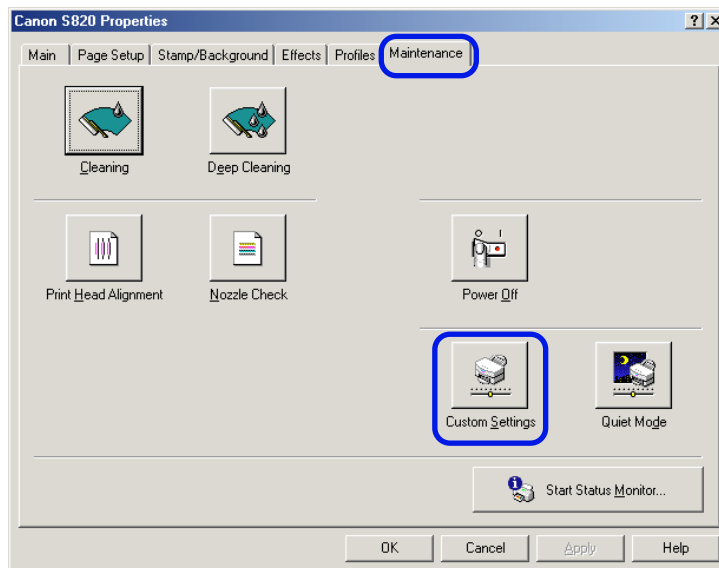 Canon S820 Properties
Main Page Setup Stamp/Background Effects Profiles Maintenance
Cleaning Deep Cleaning
Print Head Alignment Nozzle Check Power Off
Custom Settings Quiet Mode
Start Status Monitor...
OK Cancel Apply Help